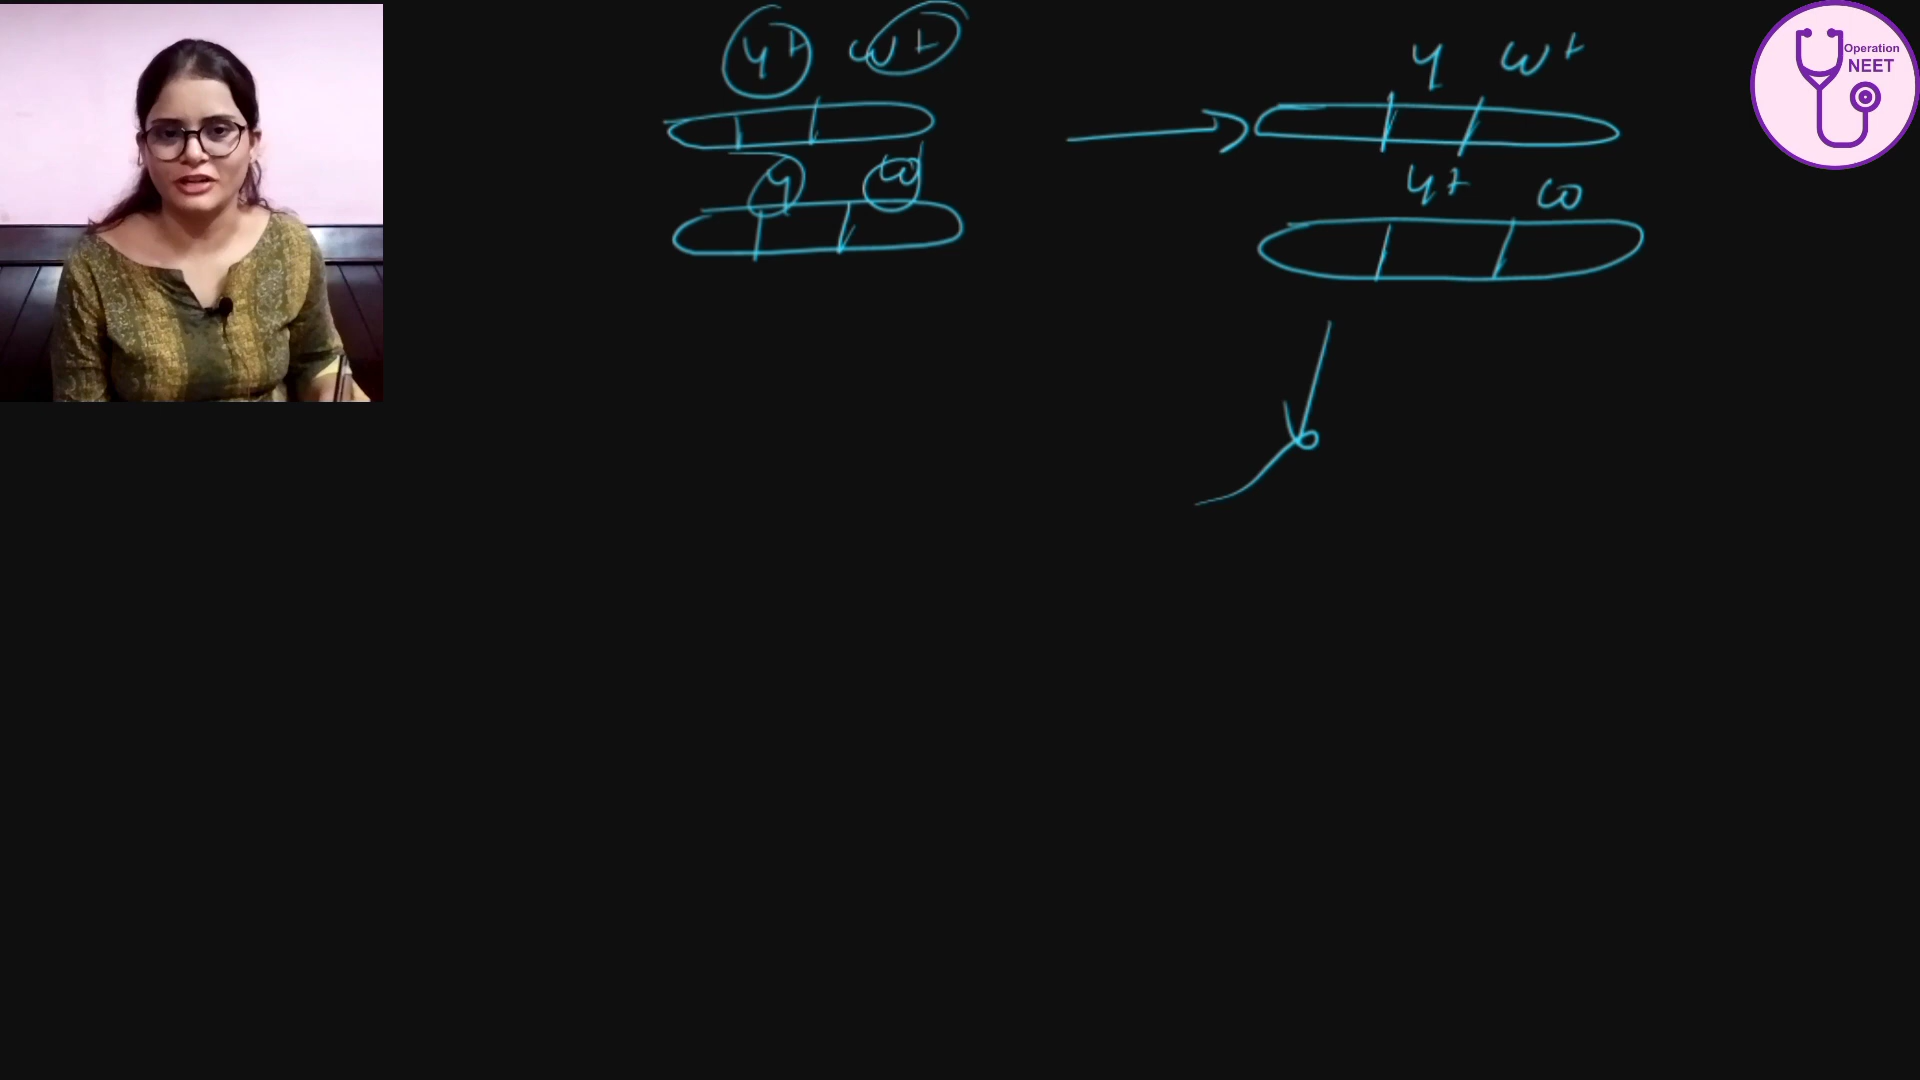 y+ w+
y w
y w+
y+ w
Operation
NEET